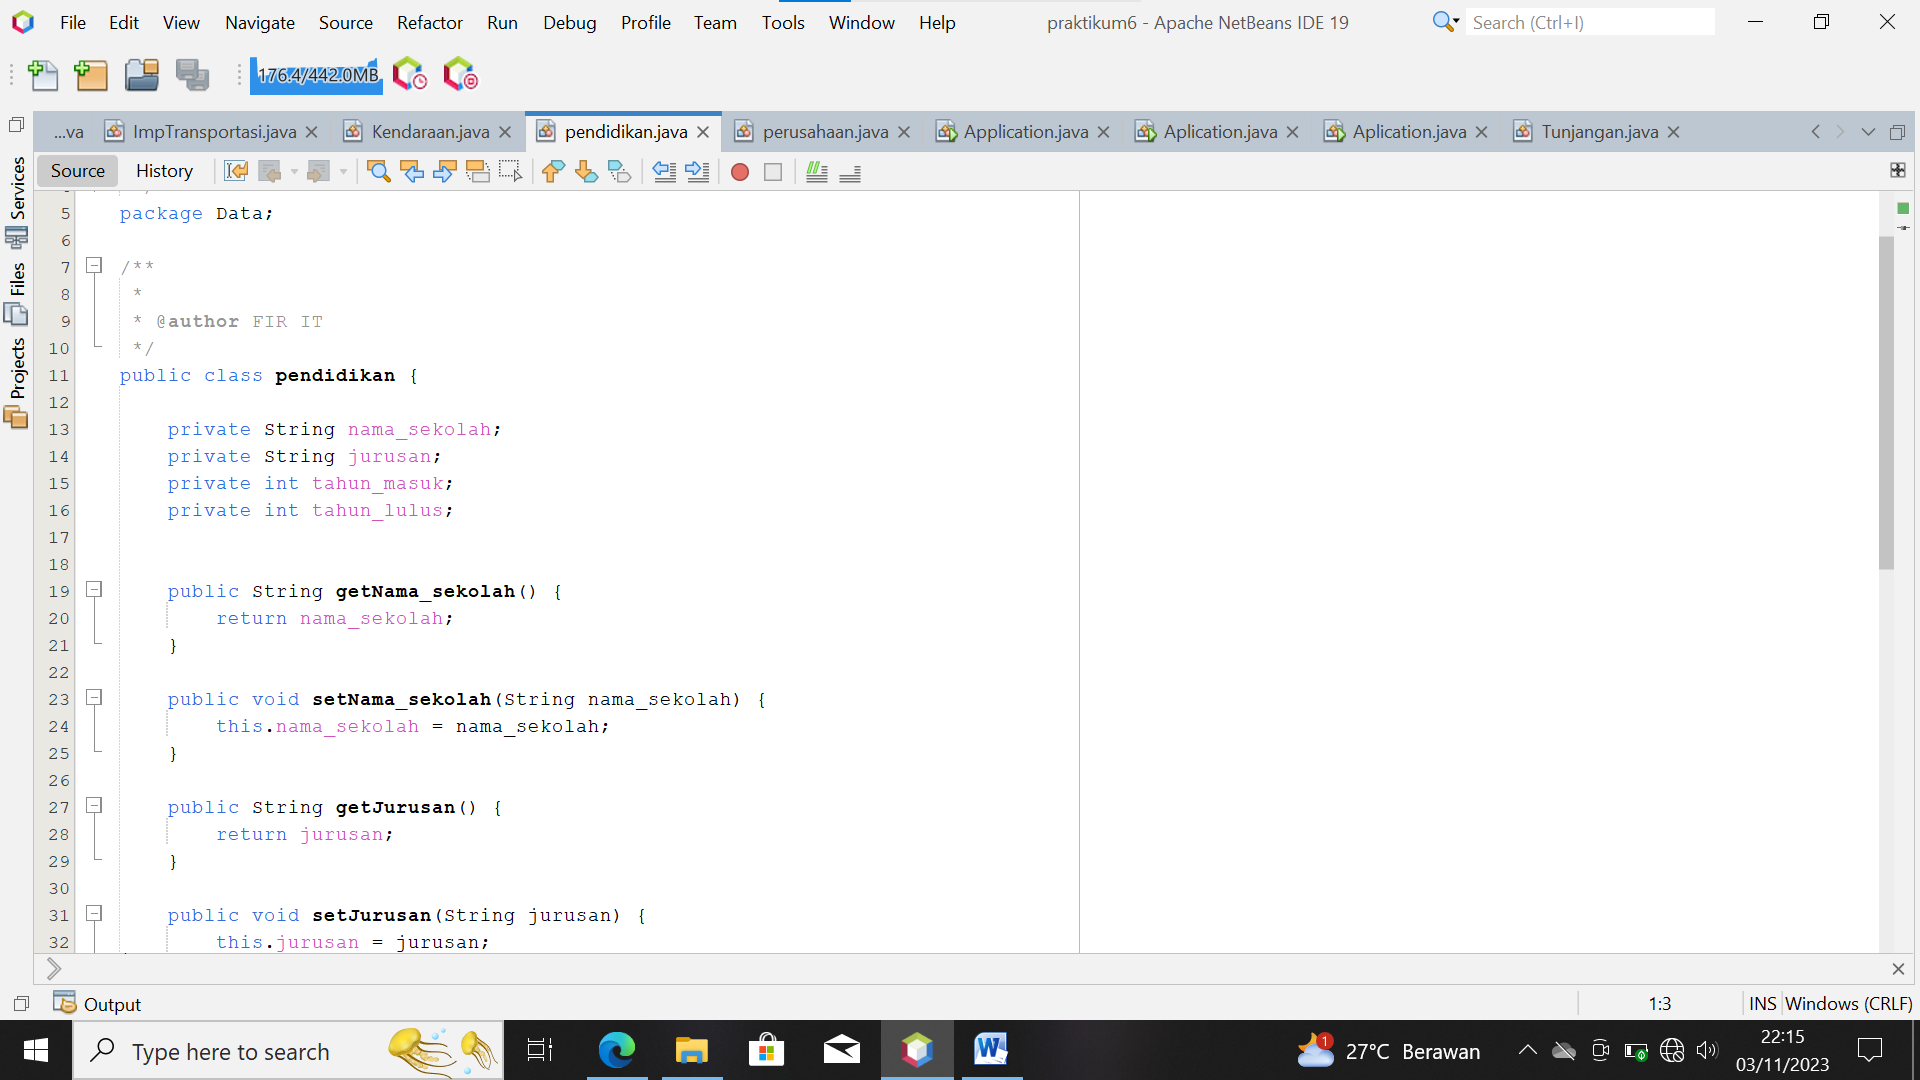 File Edit View Navigate Source Refactor Run Debug Profile Team Tools Window Help praktikum6 - Apache NetBeans IDE 19 Search (Ctrl+I)
176.4/442.0MB
...va ImpTransportasi.java Kendaraan.java pendidikan.java perusahaan.java Application.java Aplication.java Aplication.java Tunjangan.java
Source History
Services
Files
Projects
5 package Data;
6
7 /**
8 *
9 * @author FIR IT
10 */
11 public class pendidikan {
12
13 private String nama_sekolah;
14 private String jurusan;
15 private int tahun_masuk;
16 private int tahun_lulus;
17
18
19 public String getNama_sekolah() {
20 return nama_sekolah;
21 }
22
23 public void setNama_sekolah(String nama_sekolah) {
24 this.nama_sekolah = nama_sekolah;
25 }
26
27 public String getJurusan() {
28 return jurusan;
29 }
30
31 public void setJurusan(String jurusan) {
32 this.jurusan = jurusan;
Output 1:3 INS Windows (CRLF)
Type here to search W 1 27°C Berawan 22:15
03/11/2023